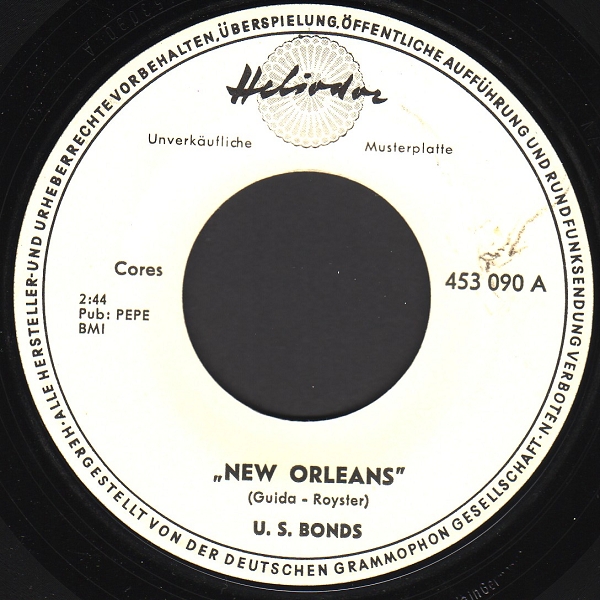 ALLE HERSTELLER- UND URHEBERRECHTE VORBEHALTEN, ÜBERSPIELUNG, ÖFFENTLICHE AUFFÜHRUNG UND RUNDFUNKSENDUNG VERBOTEN ·
HERGESTELLT VON DER DEUTSCHEN GRAMMOPHON GESELLSCHAFT ·
Heliodor
Unverkäufliche Musterplatte
Cores
453 090 A
2:44
Pub: PEPE
BMI
„NEW ORLEANS"
(Guida - Royster)
U. S. BONDS